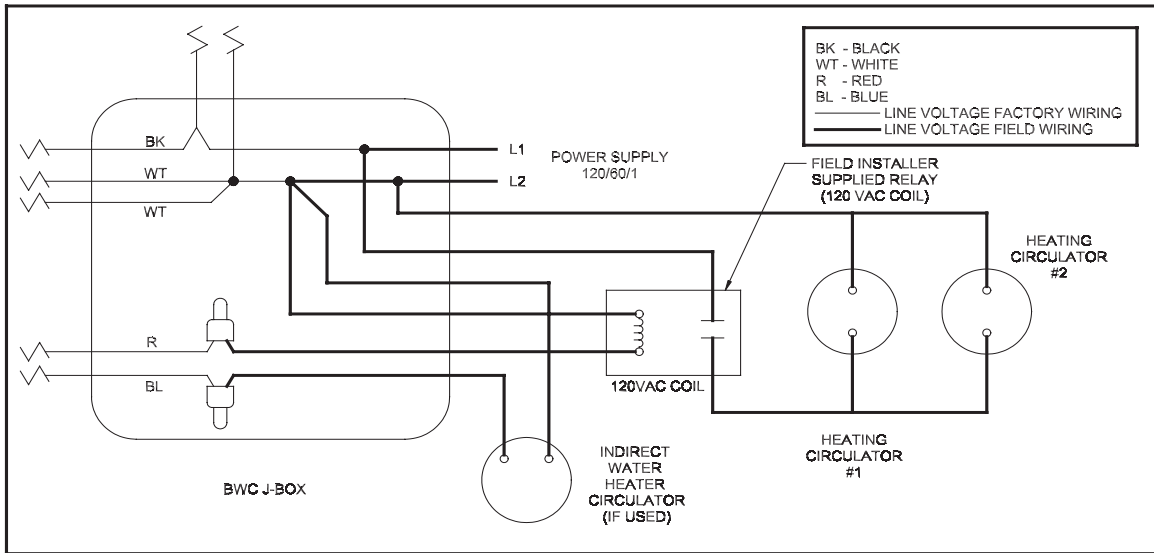 BK - BLACK
WT - WHITE
R - RED
BL - BLUE
LINE VOLTAGE FACTORY WIRING
LINE VOLTAGE FIELD WIRING
BK
L1
POWER SUPPLY
120/60/1
WT
L2
WT
FIELD INSTALLER
SUPPLIED RELAY
(120 VAC COIL)
HEATING
CIRCULATOR
#2
R
BL
120VAC COIL
HEATING
CIRCULATOR
#1
INDIRECT
WATER
HEATER
CIRCULATOR
(IF USED)
BWC J-BOX